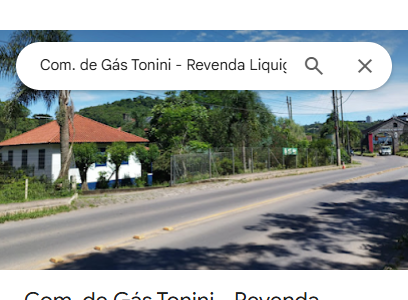 Com. de Gás Tonini - Revenda Liquig
Com. de Gás Tonini - Revenda